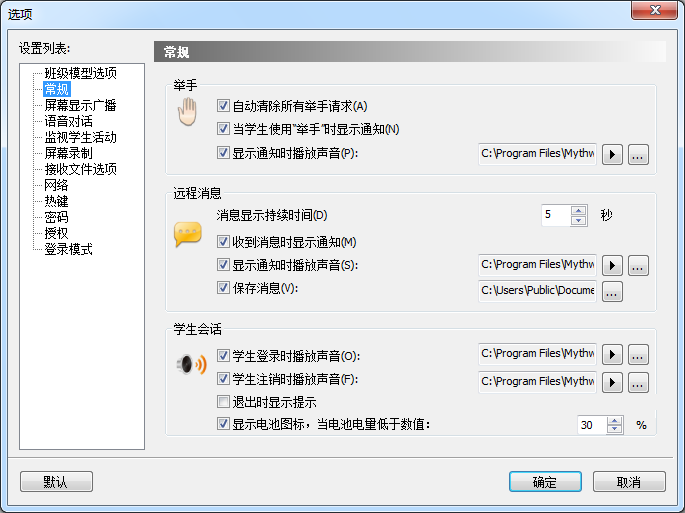 选项
设置列表:
班级模型选项
常规
屏幕显示广播
语音对话
监视学生活动
屏幕录制
接收文件选项
网络
热键
密码
授权
登录模式
常规
举手
自动清除所有举手请求(A)
当学生使用"举手"时显示通知(N)
显示通知时播放声音(P): C:\Program Files\Mythw ...
远程消息
消息显示持续时间(D) 5 秒
收到消息时显示通知(M)
显示通知时播放声音(S): C:\Program Files\Mythw ...
保存消息(V): C:\Users\Public\Docume ...
学生会话
学生登录时播放声音(O): C:\Program Files\Mythw ...
学生注销时播放声音(F): C:\Program Files\Mythw ...
退出时显示提示
显示电池图标，当电池电量低于数值: 30 %
默认 确定 取消